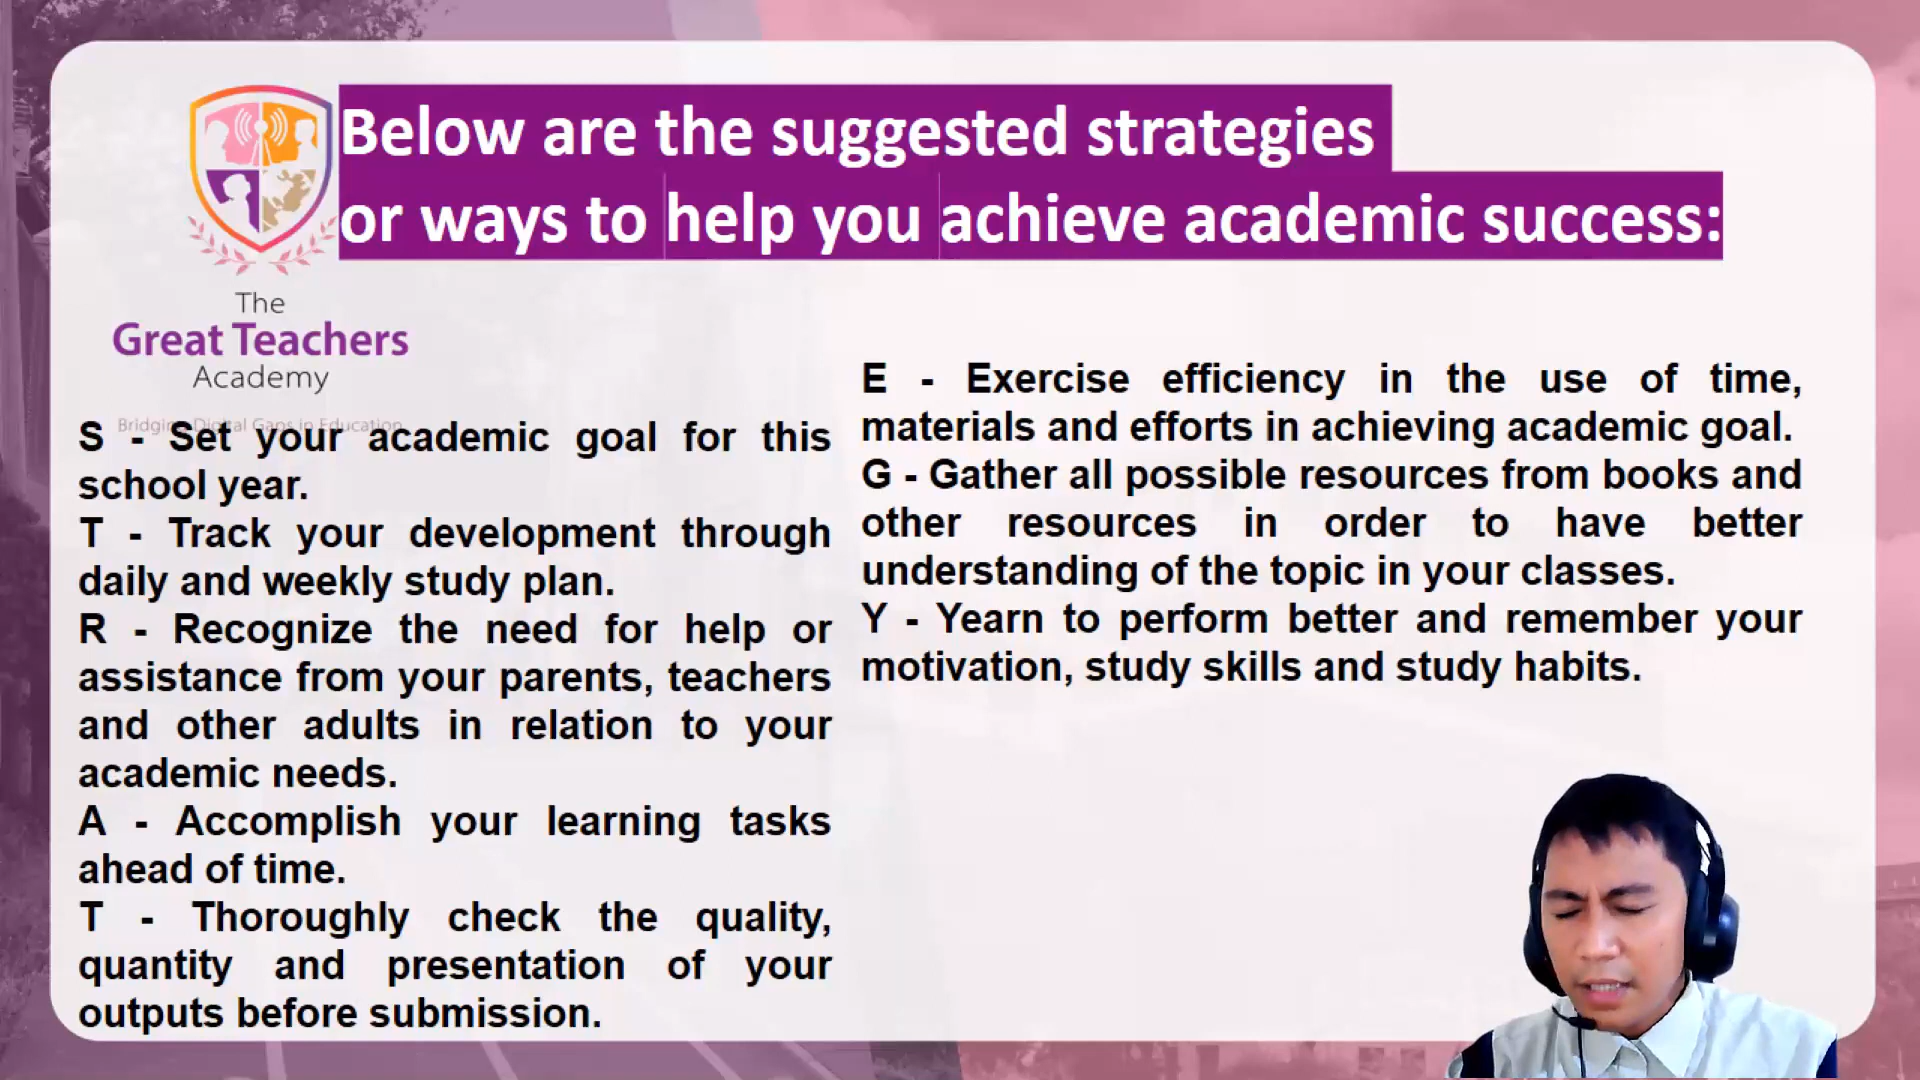 Below are the suggested strategies
or ways to help you achieve academic success:
The
Great Teachers
Academy
Bridging Digital Gaps in Education
S - Set your academic goal for this
school year.
T - Track your development through
daily and weekly study plan.
R - Recognize the need for help or
assistance from your parents, teachers
and other adults in relation to your
academic needs.
A - Accomplish your learning tasks
ahead of time.
T - Thoroughly check the quality,
quantity and presentation of your
outputs before submission.
E - Exercise efficiency in the use of time,
materials and efforts in achieving academic goal.
G - Gather all possible resources from books and
other resources in order to have better
understanding of the topic in your classes.
Y - Yearn to perform better and remember your
motivation, study skills and study habits.